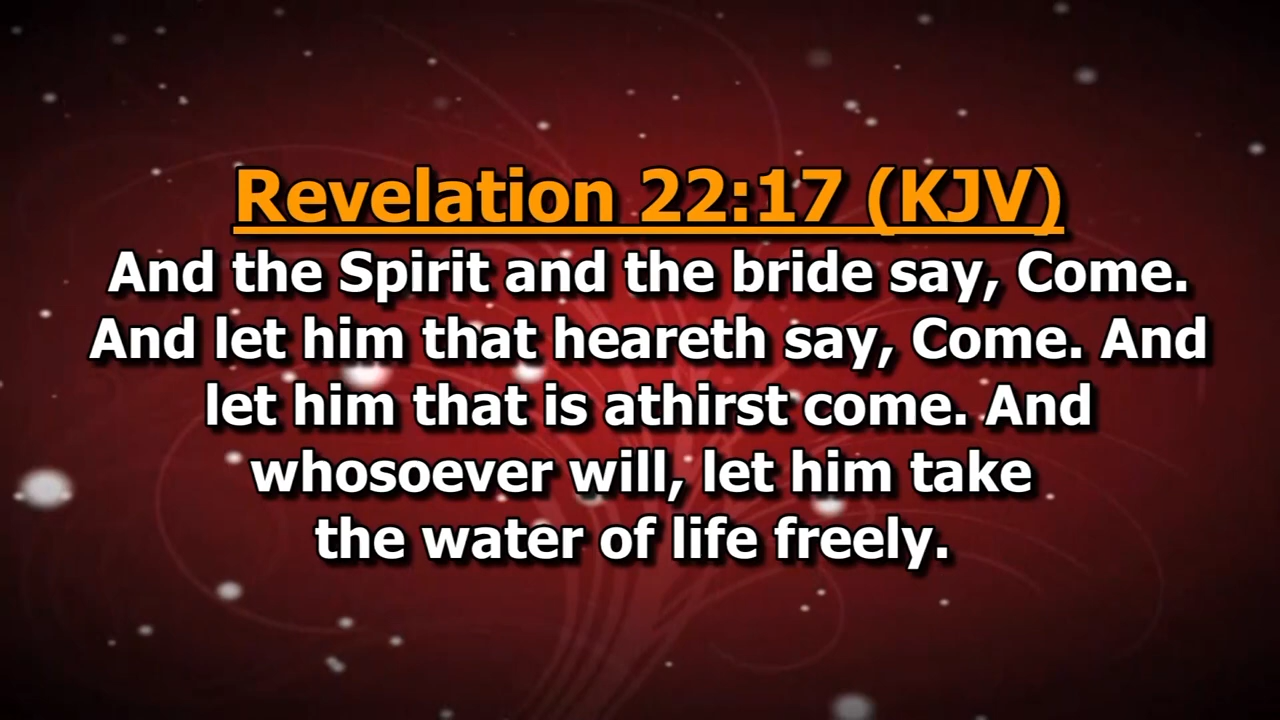 Revelation 22:17 (KJV)
And the Spirit and the bride say, Come.
And let him that heareth say, Come. And
let him that is athirst come. And
whosoever will, let him take
the water of life freely.